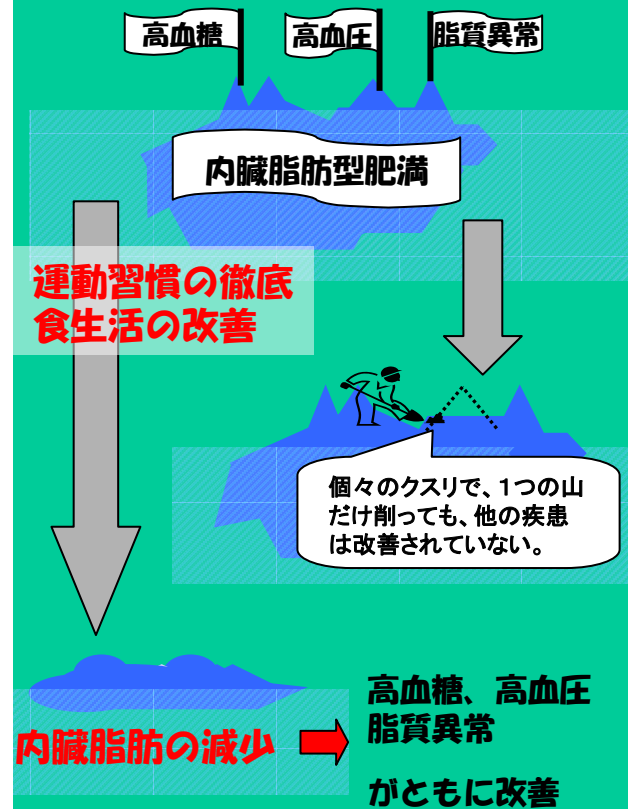 高血糖
高血圧
脂質異常
内臓脂肪型肥満
運動習慣の徹底
食生活の改善
個々のクスリで、1つの山
だけ削っても、他の疾患
は改善されていない。
内臓脂肪の減少
高血糖、高血圧
脂質異常
がともに改善